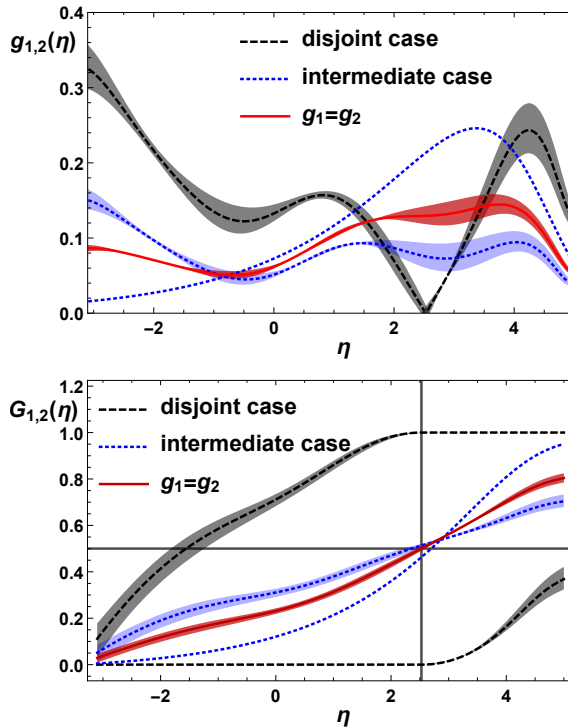 0.4
g1,2(η)
disjoint case
0.3
intermediate case
g1=g2
0.2
0.1
0.0
−2 0 2 4
η
1.2
G1,2(η)
disjoint case
1.0
intermediate case
0.8
g1=g2
0.6
0.4
0.2
0.0
−2 0 2 4
η